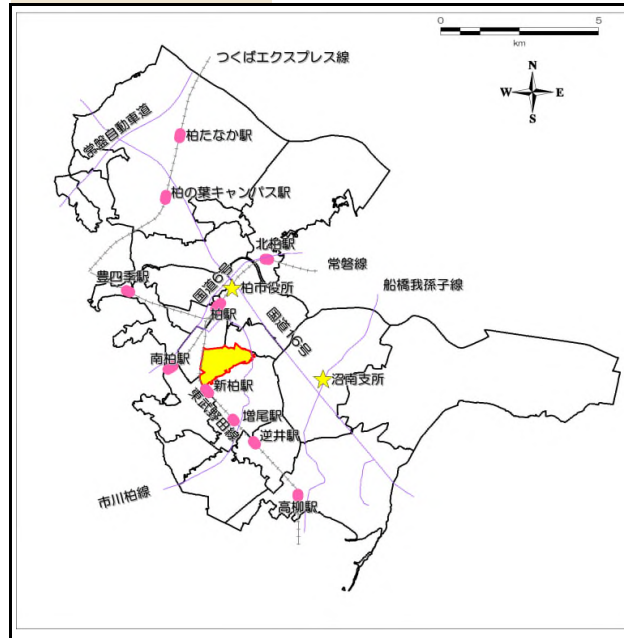 0 5
km
N
W E
S
つくばエクスプレス線
常盤自動車道
柏たなか駅
柏の葉キャンパス駅
北柏駅
常磐線
豊四季駅
国道6号
柏市役所
船橋我孫子線
柏駅
国道16号
南柏駅
沼南支所
新柏駅
東武野田線
増尾駅
逆井駅
市川柏線
高柳駅